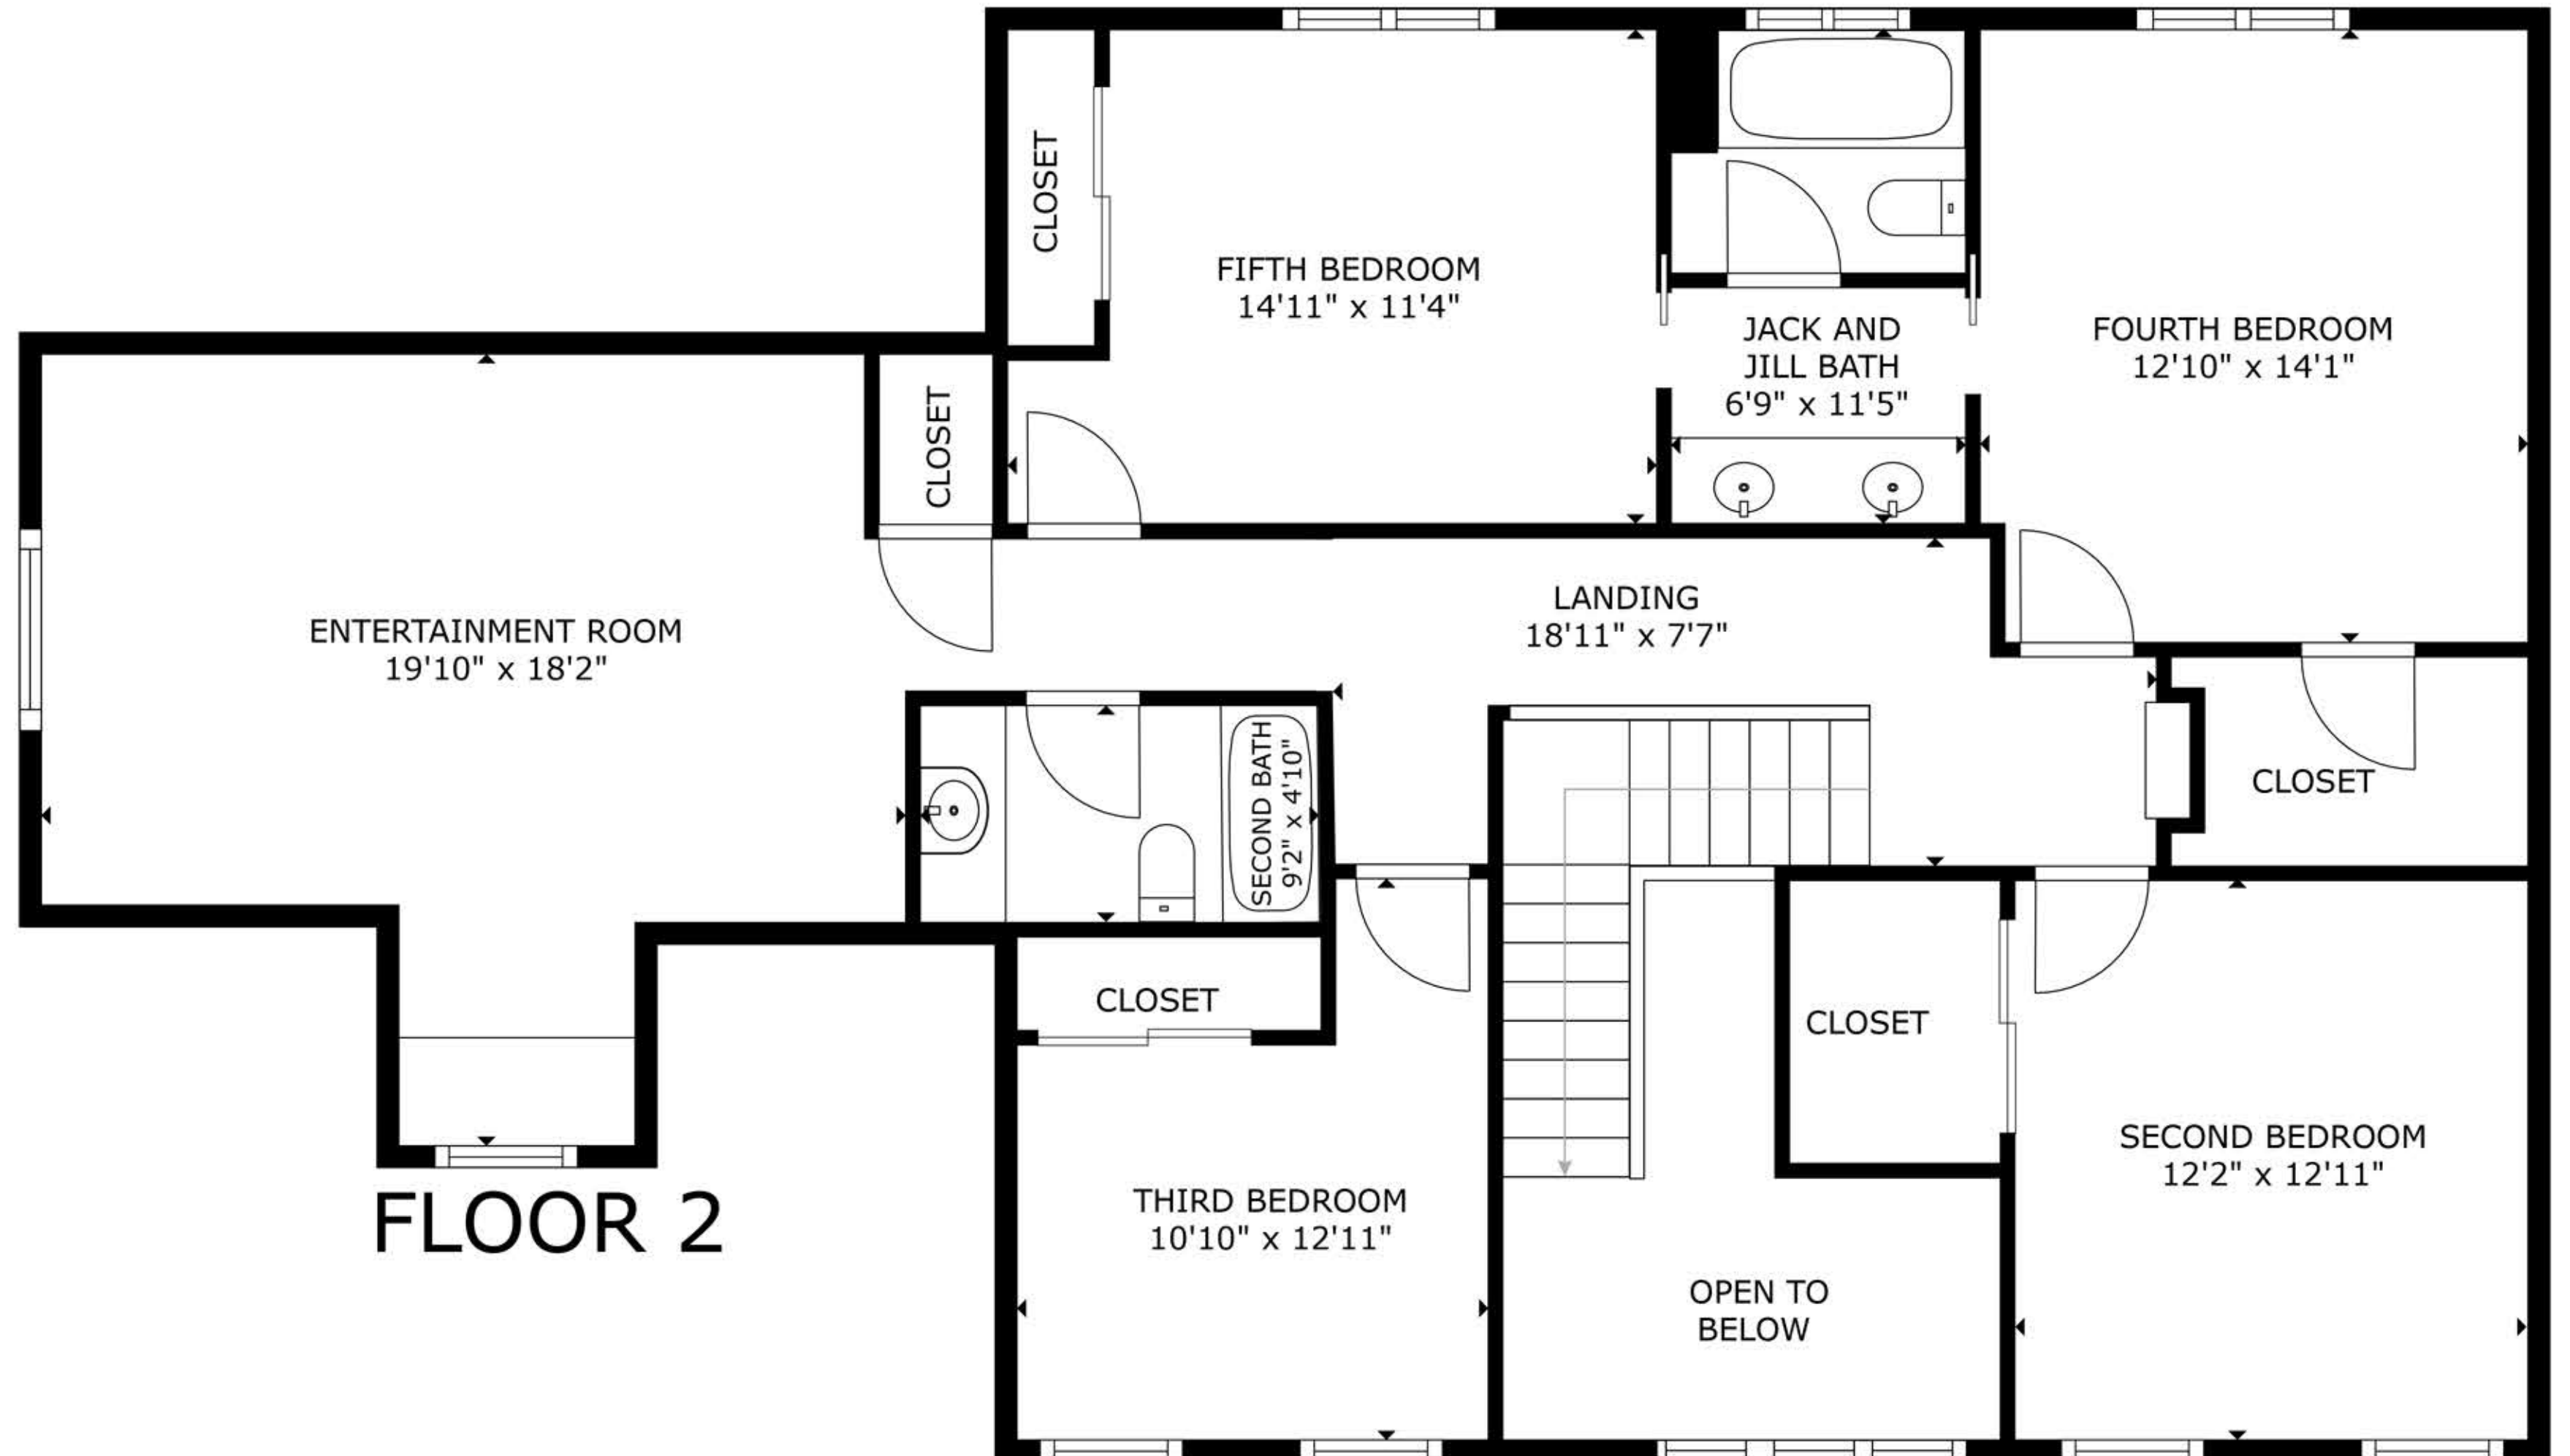 CLOSET
FIFTH BEDROOM
14'11" x 11'4"
JACK AND
JILL BATH
6'9" x 11'5"
FOURTH BEDROOM
12'10" x 14'1"
CLOSET
ENTERTAINMENT ROOM
19'10" x 18'2"
LANDING
18'11" x 7'7"
SECOND BATH
9'2" x 4'10"
CLOSET
CLOSET
CLOSET
SECOND BEDROOM
12'2" x 12'11"
THIRD BEDROOM
10'10" x 12'11"
OPEN TO
BELOW
FLOOR 2